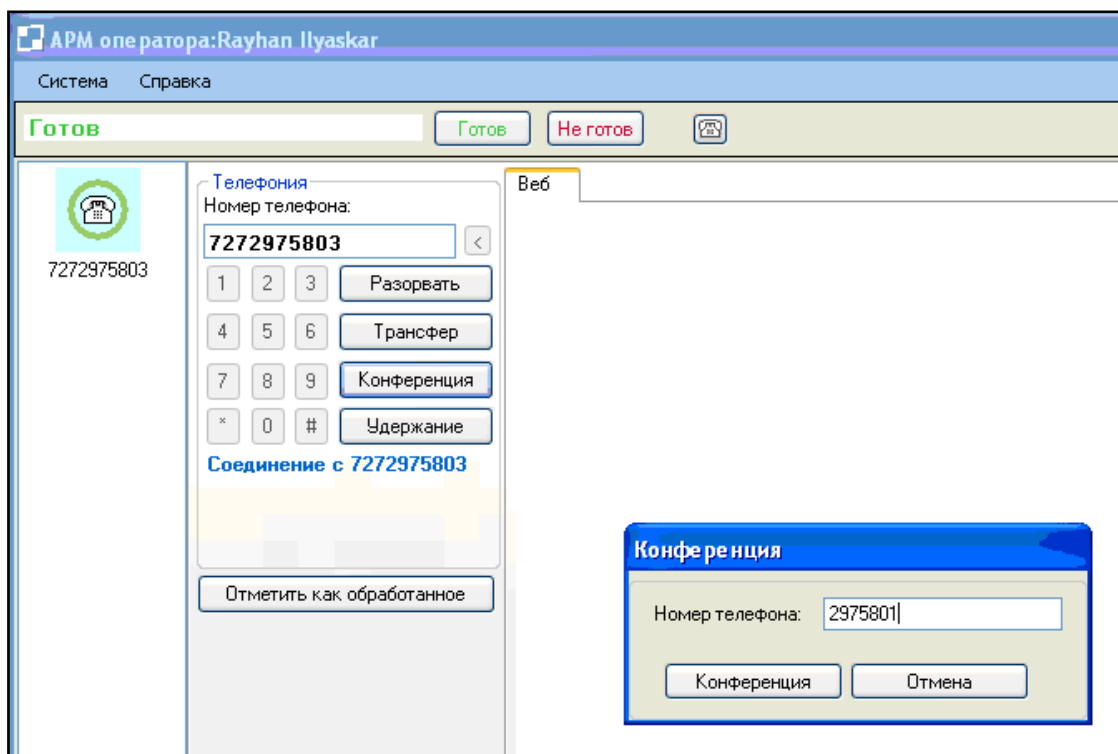 АРМ оператора:Rayhan Ilyaskar
Система Справка
Готов Готов Не готов
7272975803
Телефония
Номер телефона:
7272975803 <
1 2 3 Разорвать
4 5 6 Трансфер
7 8 9 Конференция
* 0 # Удержание
Соединение с 7272975803
Отметить как обработанное
Веб
Конференция
Номер телефона: 2975801
Конференция Отмена